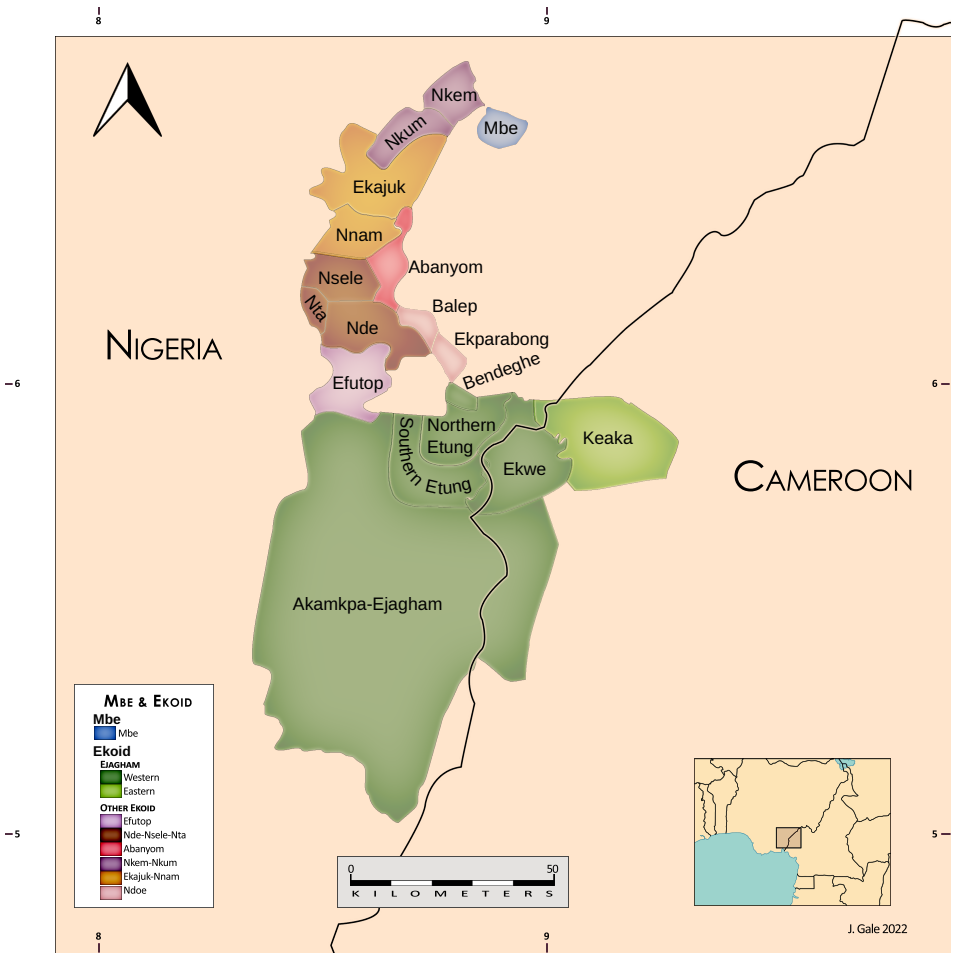 8
9
Nkem
Mbe
Nkum
Ekajuk
Nnam
Abanyom
Nsele
Nta
Balep
Nde
Ekparabong
NIGERIA
Bendeghe
6
6
Efutop
Northern
Etung
Southern Etung
Keaka
Ekwe
CAMEROON
Akamkpa-Ejagham
MBE & EKOID
Mbe
Mbe
Ekoid
EJAGHAM
Western
Eastern
OTHER EKOID
Efutop
Nde-Nsele-Nta
Abanyom
Nkem-Nkum
Ekajuk-Nnam
Ndoe
5
5
0 50
KILOMETERS
J. Gale 2022
8
9